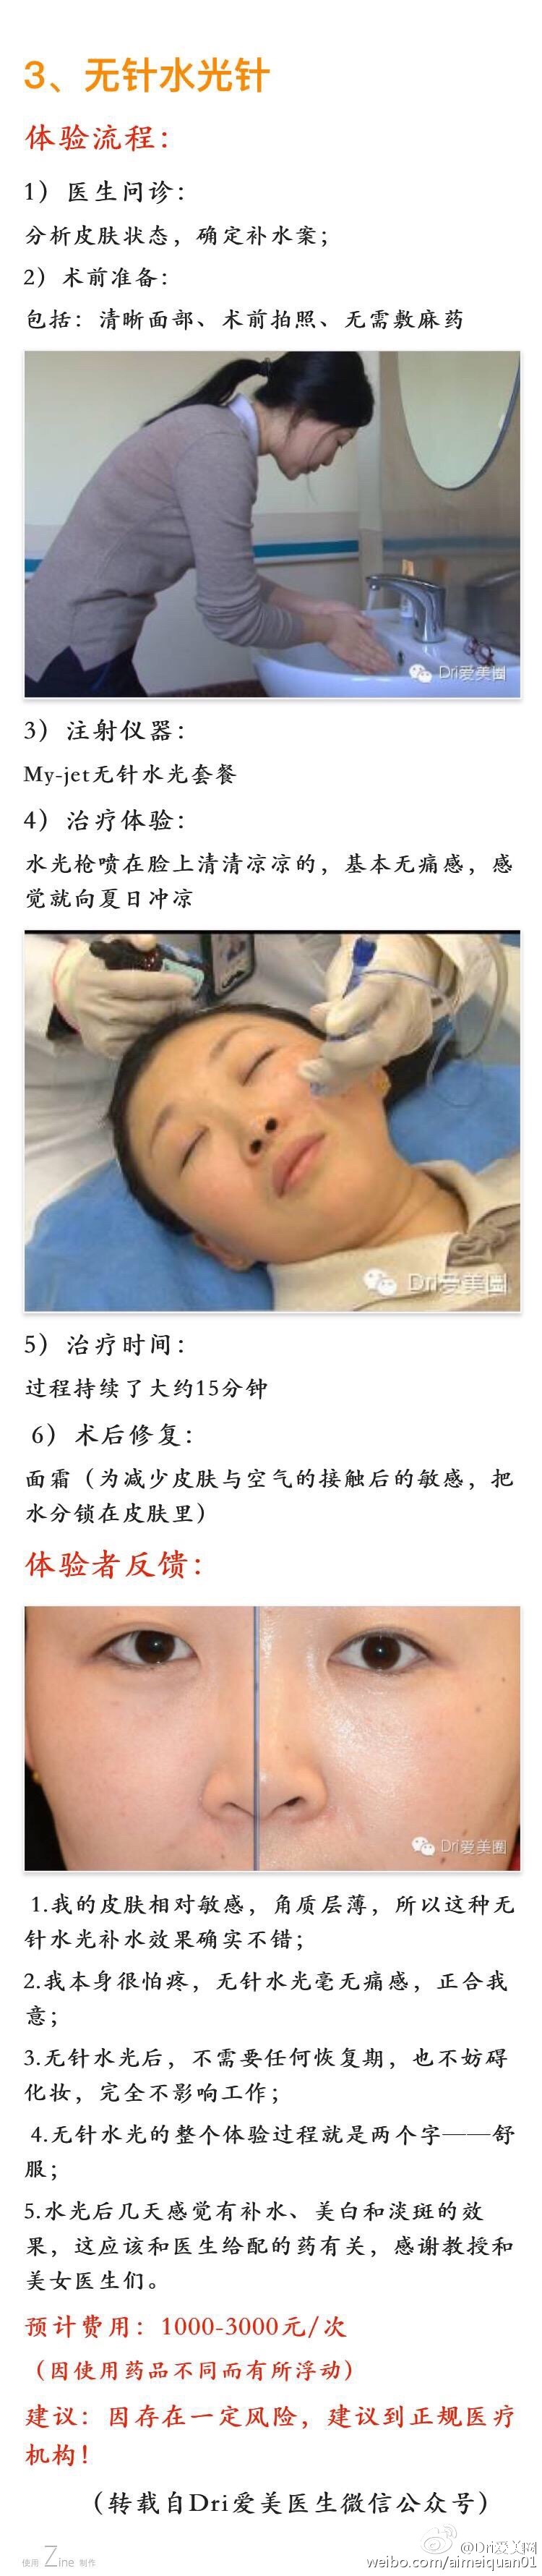 3、无针水光针
体验流程：
1）医生问诊：
分析皮肤状态，确定补水案；
2）术前准备：
包括：清晰面部、术前拍照、无需敷麻药
Dri爱美圈
3）注射仪器：
My-jet无针水光套餐
4）治疗体验：
水光枪喷在脸上清清凉凉的，基本无痛感，感
觉就向夏日冲凉
Dri爱美圈
5）治疗时间：
过程持续了大约15分钟
6）术后修复：
面霜（为减少皮肤与空气的接触后的敏感，把
水分锁在皮肤里）
体验者反馈：
Dri爱美圈
1.我的皮肤相对敏感，角质层薄，所以这种无
针水光补水效果确实不错；
2.我本身很怕疼，无针水光毫无痛感，正合我
意；
3.无针水光后，不需要任何恢复期，也不妨碍
化妆，完全不影响工作；
4.无针水光的整个体验过程就是两个字——舒
服；
5.水光后几天感觉有补水、美白和淡斑的效
果，这应该和医生给配的药有关，感谢教授和
美女医生们。
预计费用：1000-3000元/次
（因使用药品不同而有所浮动）
建议：因存在一定风险，建议到正规医疗
机构！
（转载自Dri爱美医生微信公众号）
使用 Zine 制作
@Dri爱美网
weibo.com/aimeiquan01